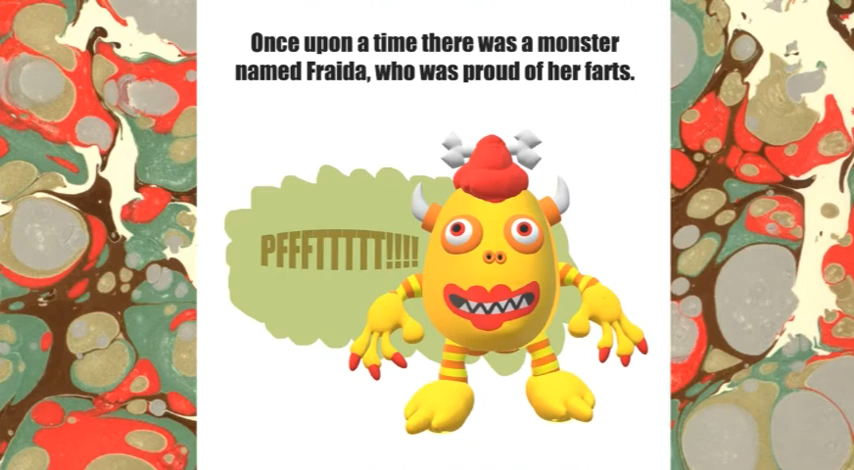 Once upon a time there was a monster
named Fraida, who was proud of her farts.
PFFFTTTTT!!!!